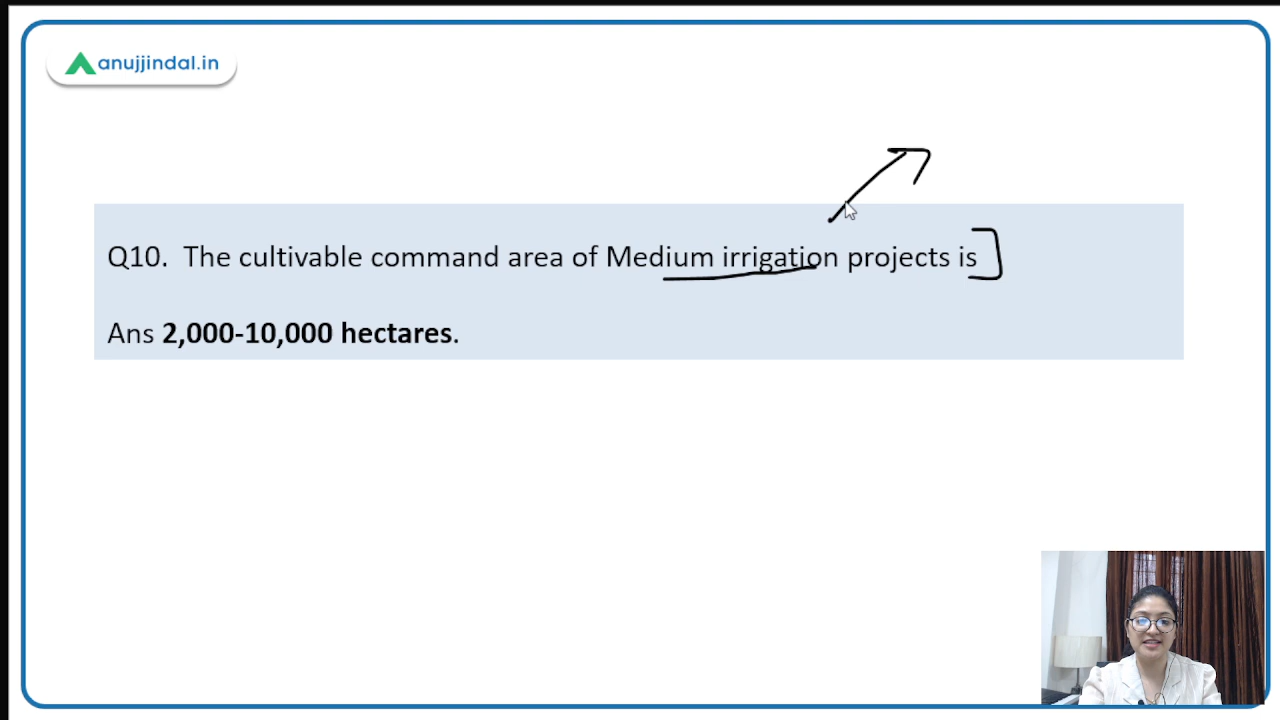 anujjindal.in
Q10. The cultivable command area of Medium irrigation projects is
Ans 2,000-10,000 hectares.